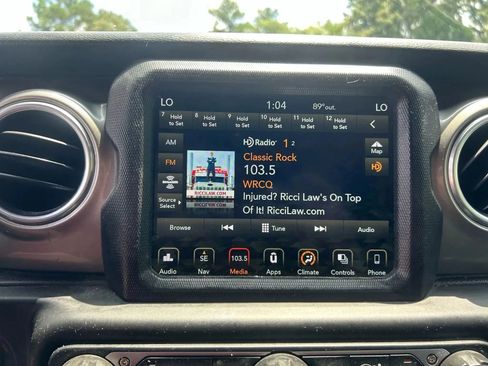 LO 1:04 89°out. LO
7 Hold to Set 8 Hold to Set 9 Hold to Set 10 Hold to Set 11 Hold to Set 12 Hold to Set
AM
HD Radio 1 2
Map
FM
Classic Rock
HD
103.5
WRCQ
RICCILAW.COM
Source Select
Injured? Ricci Law's On Top
Of It! RicciLaw.com
Browse Tune Audio
SE 103.5
Audio Nav Media Apps Climate Controls Phone